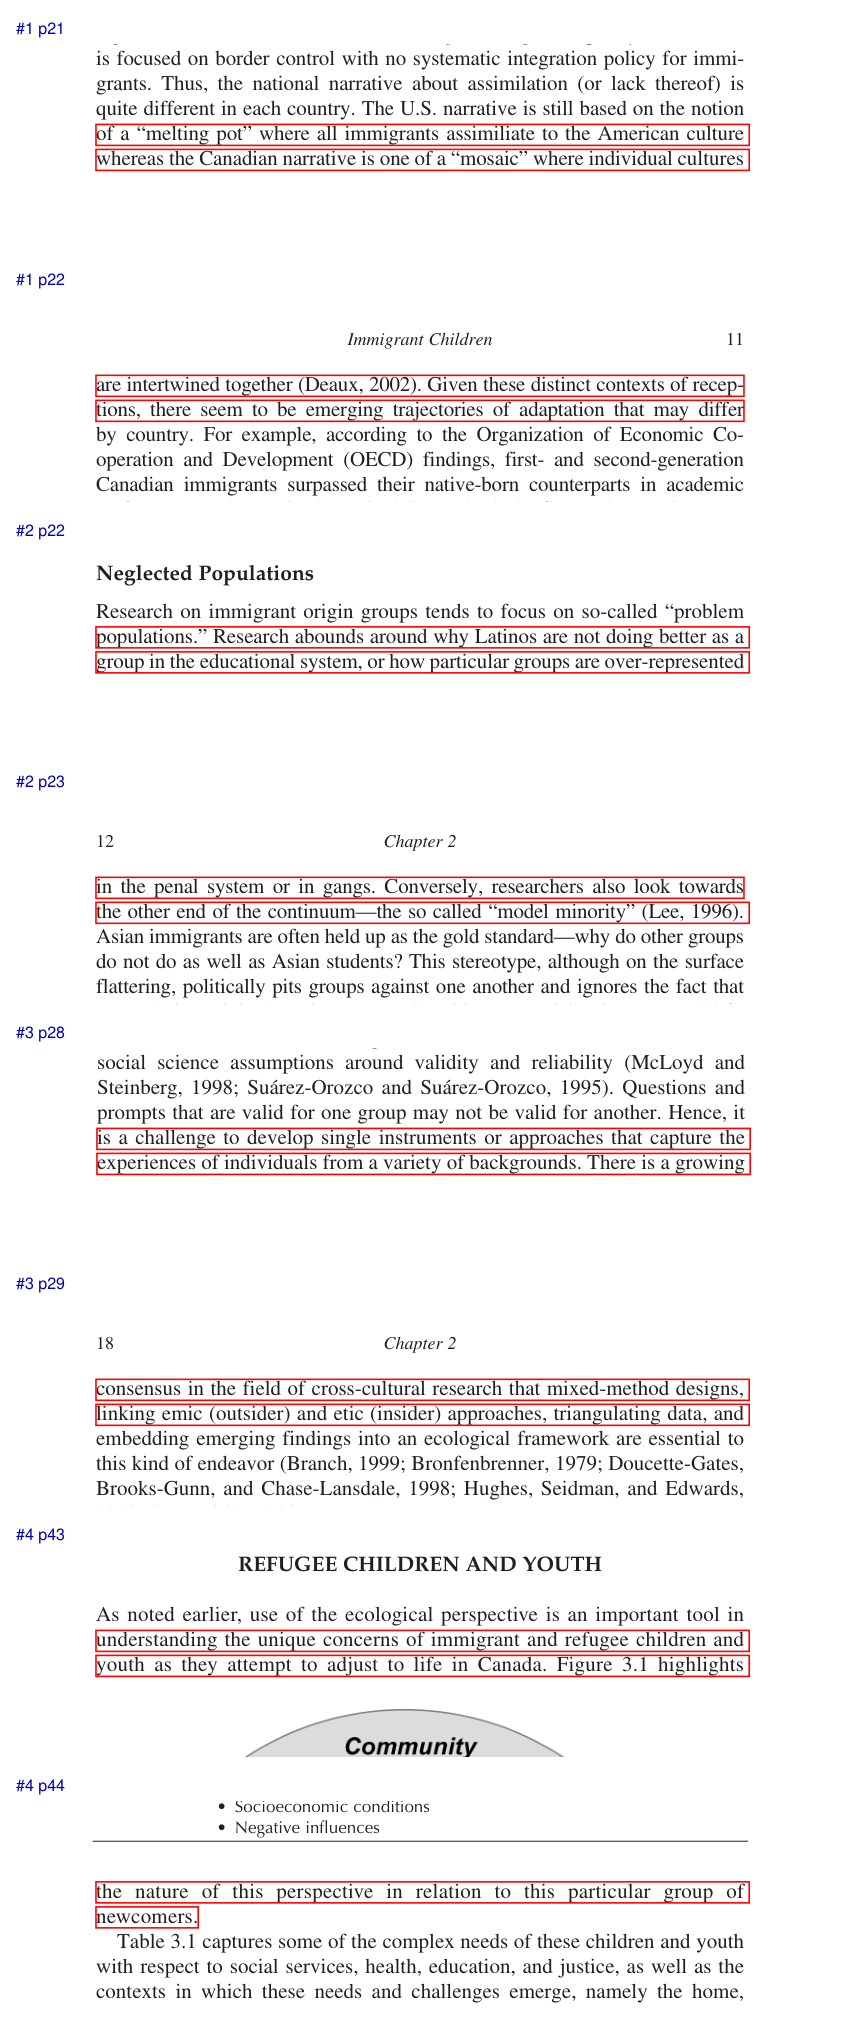 #1 p21
is focused on border control with no systematic integration policy for immi-
grants. Thus, the national narrative about assimilation (or lack thereof) is
quite different in each country. The U.S. narrative is still based on the notion
of a “melting pot” where all immigrants assimiliate to the American culture
whereas the Canadian narrative is one of a “mosaic” where individual cultures
#1 p22
Immigrant Children 11
are intertwined together (Deaux, 2002). Given these distinct contexts of recep-
tions, there seem to be emerging trajectories of adaptation that may differ
by country. For example, according to the Organization of Economic Co-
operation and Development (OECD) findings, first- and second-generation
Canadian immigrants surpassed their native-born counterparts in academic
#2 p22
Neglected Populations
Research on immigrant origin groups tends to focus on so-called “problem
populations.” Research abounds around why Latinos are not doing better as a
group in the educational system, or how particular groups are over-represented
#2 p23
12 Chapter 2
in the penal system or in gangs. Conversely, researchers also look towards
the other end of the continuum—the so called “model minority” (Lee, 1996).
Asian immigrants are often held up as the gold standard—why do other groups
do not do as well as Asian students? This stereotype, although on the surface
flattering, politically pits groups against one another and ignores the fact that
#3 p28
social science assumptions around validity and reliability (McLoyd and
Steinberg, 1998; Suárez-Orozco and Suárez-Orozco, 1995). Questions and
prompts that are valid for one group may not be valid for another. Hence, it
is a challenge to develop single instruments or approaches that capture the
experiences of individuals from a variety of backgrounds. There is a growing
#3 p29
18 Chapter 2
consensus in the field of cross-cultural research that mixed-method designs,
linking emic (outsider) and etic (insider) approaches, triangulating data, and
embedding emerging findings into an ecological framework are essential to
this kind of endeavor (Branch, 1999; Bronfenbrenner, 1979; Doucette-Gates,
Brooks-Gunn, and Chase-Lansdale, 1998; Hughes, Seidman, and Edwards,
#4 p43
REFUGEE CHILDREN AND YOUTH
As noted earlier, use of the ecological perspective is an important tool in
understanding the unique concerns of immigrant and refugee children and
youth as they attempt to adjust to life in Canada. Figure 3.1 highlights
Community
#4 p44
• Socioeconomic conditions
• Negative influences
the nature of this perspective in relation to this particular group of
newcomers.
Table 3.1 captures some of the complex needs of these children and youth
with respect to social services, health, education, and justice, as well as the
contexts in which these needs and challenges emerge, namely the home,